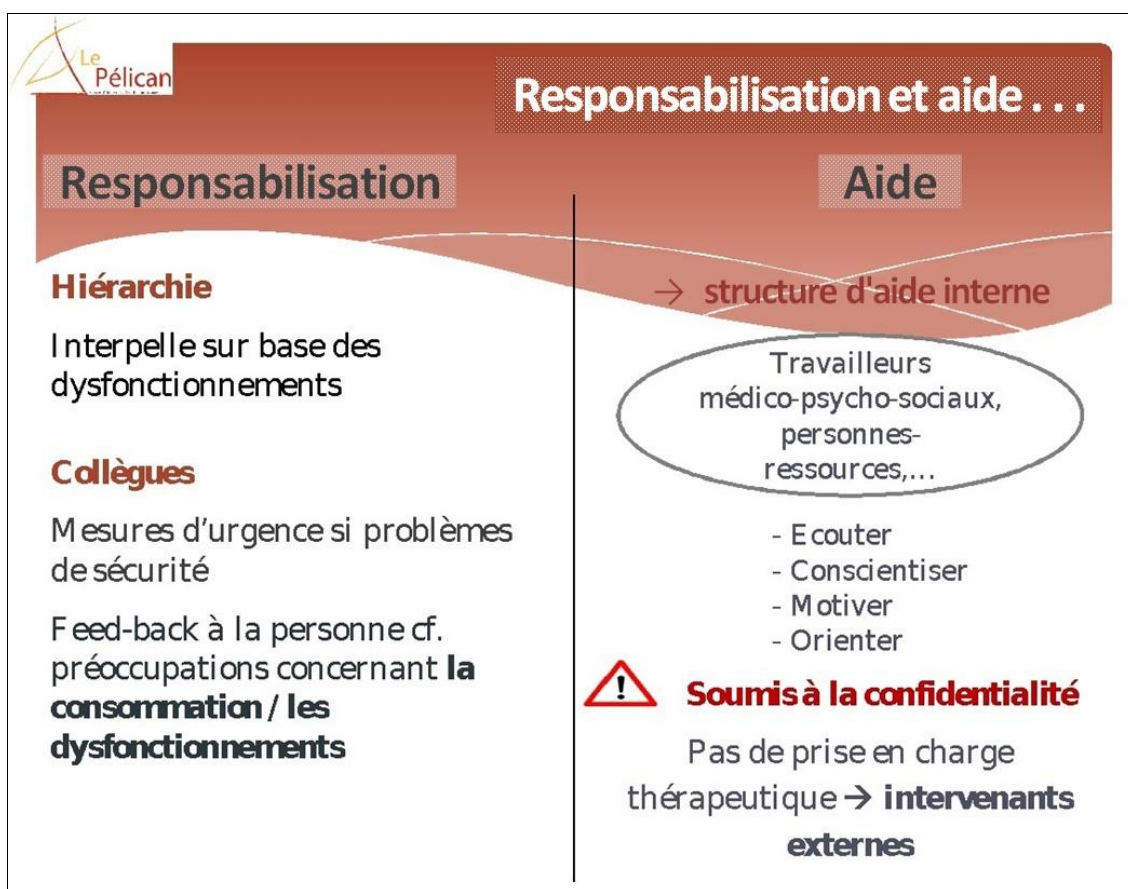 Le
Pélican
Responsabilisation et aide . . .
Responsabilisation
Hiérarchie
Interpelle sur base des
dysfonctionnements
Collègues
Mesures d'urgence si problèmes
de sécurité
Feed-back à la personne cf.
préoccupations concernant la
consommation / les
dysfonctionnements
Aide
→ structure d'aide interne
Travailleurs
médico-psycho-sociaux,
personnes-
ressources,...
- Ecouter
- Conscientiser
- Motiver
- Orienter
! Soumis à la confidentialité
Pas de prise en charge
thérapeutique → intervenants
externes